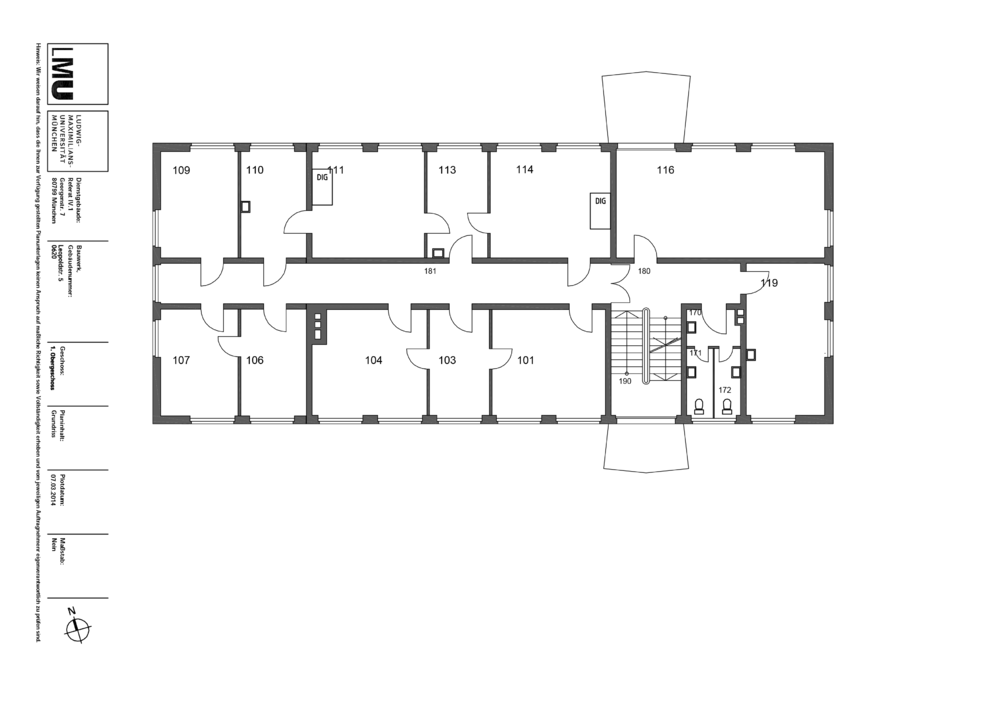 LMU
LUDWIG-
MAXIMILIANS-
UNIVERSITÄT
MÜNCHEN
Dienstgebäude:
Referat IV.1
Georgenstr. 7
80799 München
Bauwerk,
Gebäudenummer:
Leopoldstr. 5
0620
Geschoss:
1. Obergeschoss
Planinhalt:
Grundriss
Plotdatum:
07.03.2014
Maßstab:
Nein
N
Hinweis: Wir weisen darauf hin, dass die Ihnen zur Verfügung gestellten Planunterlagen keinen Anspruch auf maßliche Richtigkeit sowie Vollständigkeit erheben und vom jeweiligen Auftragnehmer eigenverantwortlich zu prüfen sind.
109
110
111
DIG
113
114
DIG
116
181
180
119
107
106
104
103
101
190
170
171
172